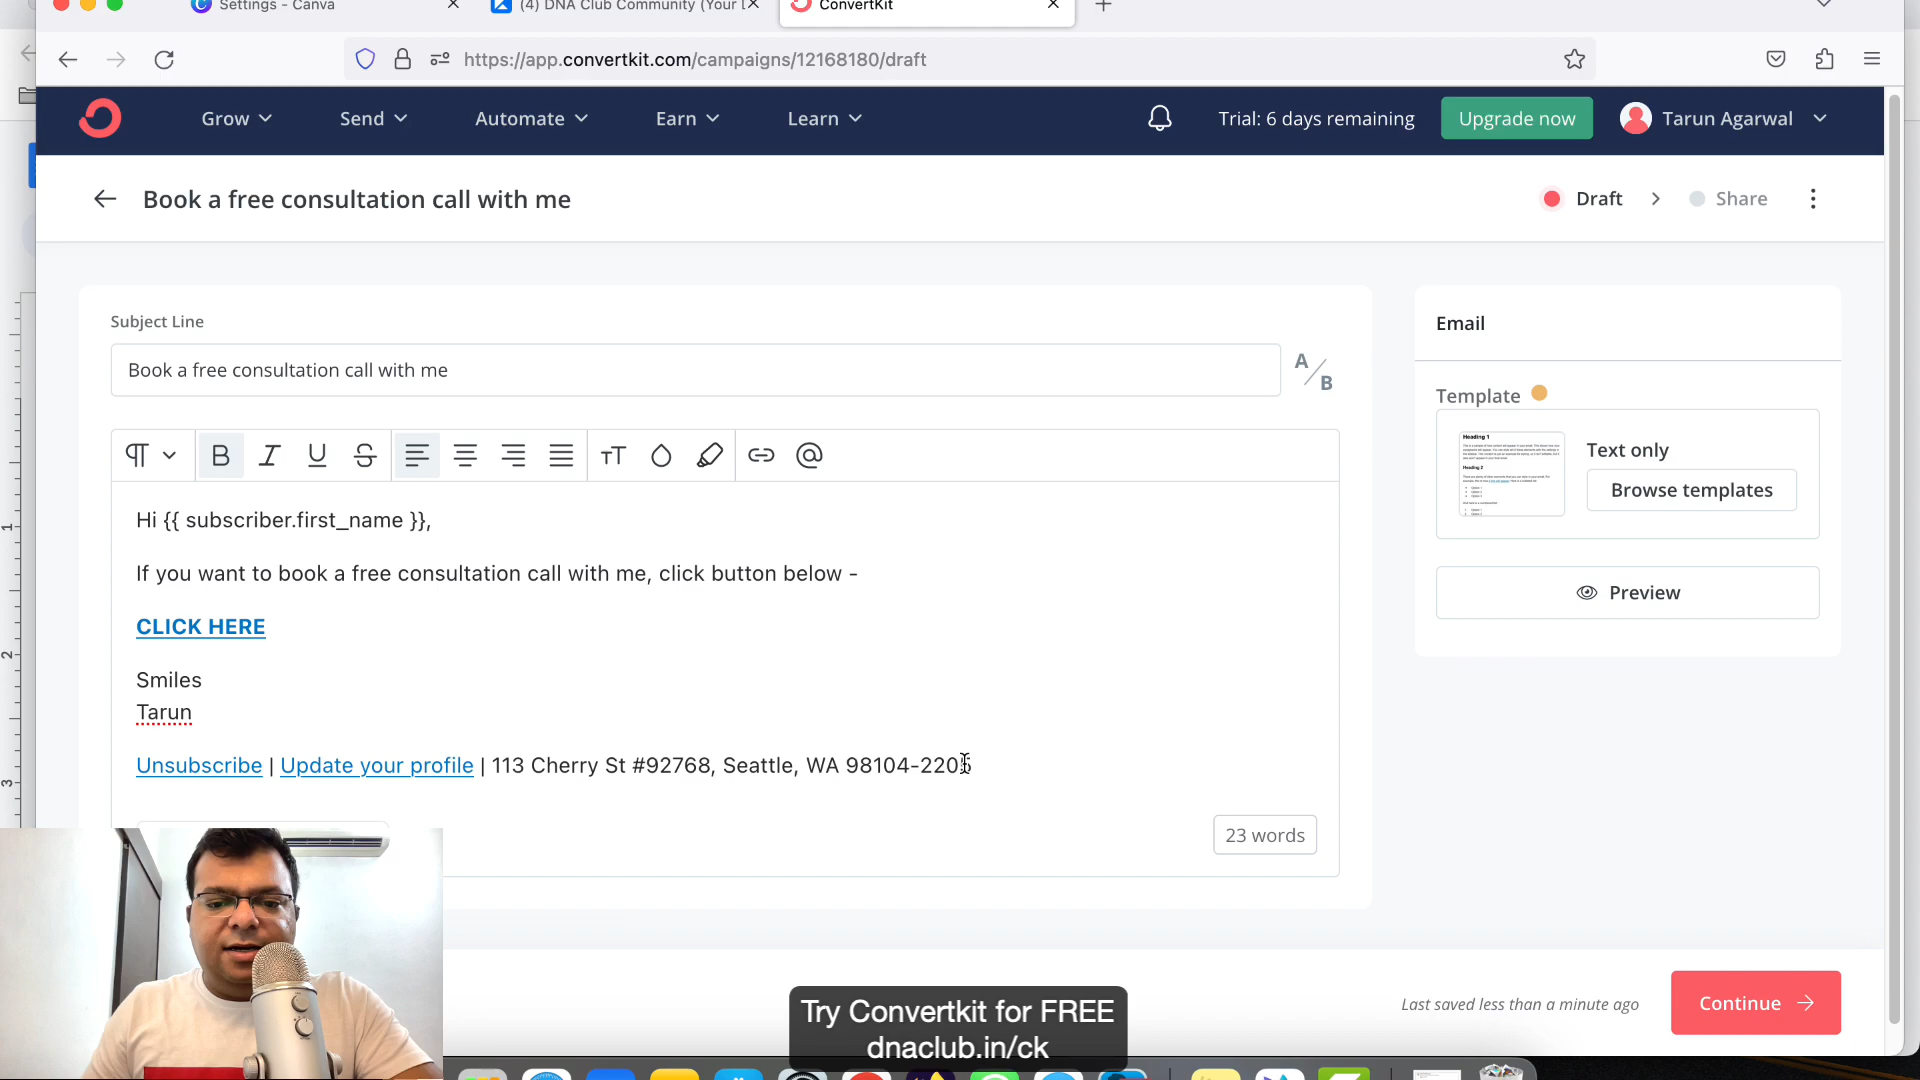 Settings - Canva
(4) DNA Club Community (Your
ConvertKit
https://app.convertkit.com/campaigns/12168180/draft
Grow
Send
Automate
Earn
Learn
Trial: 6 days remaining
Upgrade now
Tarun Agarwal
Book a free consultation call with me
Draft
Share
Subject Line
Book a free consultation call with me
A/B
Email
Template
Text only
Browse templates
Preview
Hi {{ subscriber.first_name }},
If you want to book a free consultation call with me, click button below -
CLICK HERE
Smiles
Tarun
Unsubscribe | Update your profile | 113 Cherry St #92768, Seattle, WA 98104-2205
23 words
Last saved less than a minute ago
Continue
Try Convertkit for FREE
dnaclub.in/ck
1
2
3